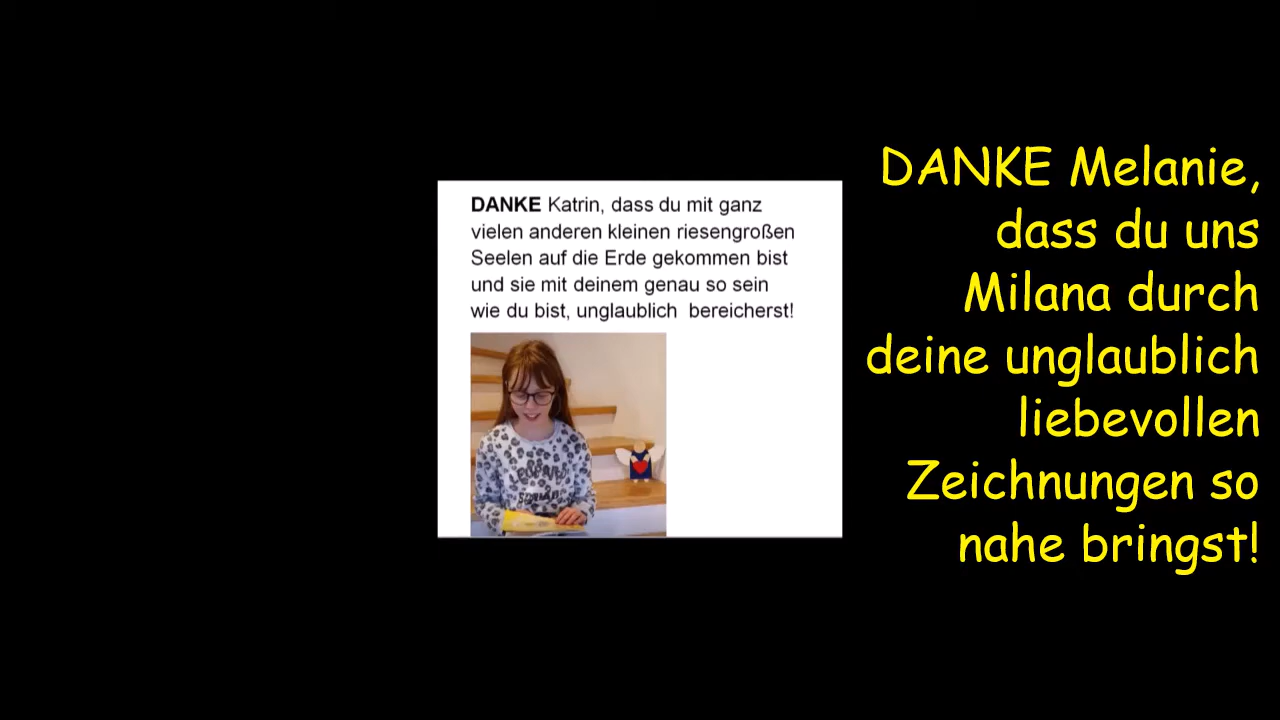 DANKE Katrin, dass du mit ganz
vielen anderen kleinen riesengroßen
Seelen auf die Erde gekommen bist
und sie mit deinem genau so sein
wie du bist, unglaublich bereicherst!
DANKE Melanie,
dass du uns
Milana durch
deine unglaublich
liebevollen
Zeichnungen so
nahe bringst!